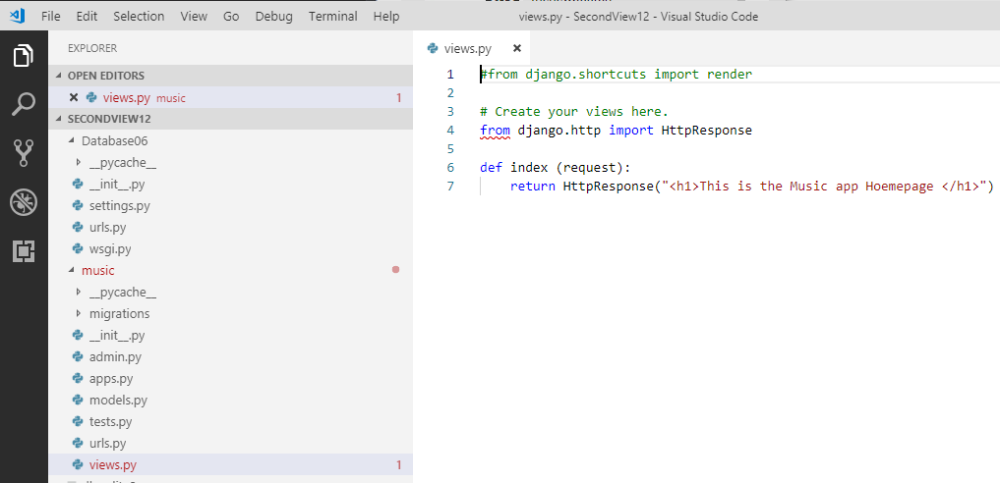 File Edit Selection View Go Debug Terminal Help views.py - SecondView12 - Visual Studio Code
EXPLORER
OPEN EDITORS
views.py music 1
SECONDVIEW12
Database06
__pycache__
__init__.py
settings.py
urls.py
wsgi.py
music
__pycache__
migrations
__init__.py
admin.py
apps.py
models.py
tests.py
urls.py
views.py 1
views.py
1 #from django.shortcuts import render
2
3 # Create your views here.
4 from django.http import HttpResponse
5
6 def index (request):
7 return HttpResponse("<h1>This is the Music app Hoemepage </h1>")